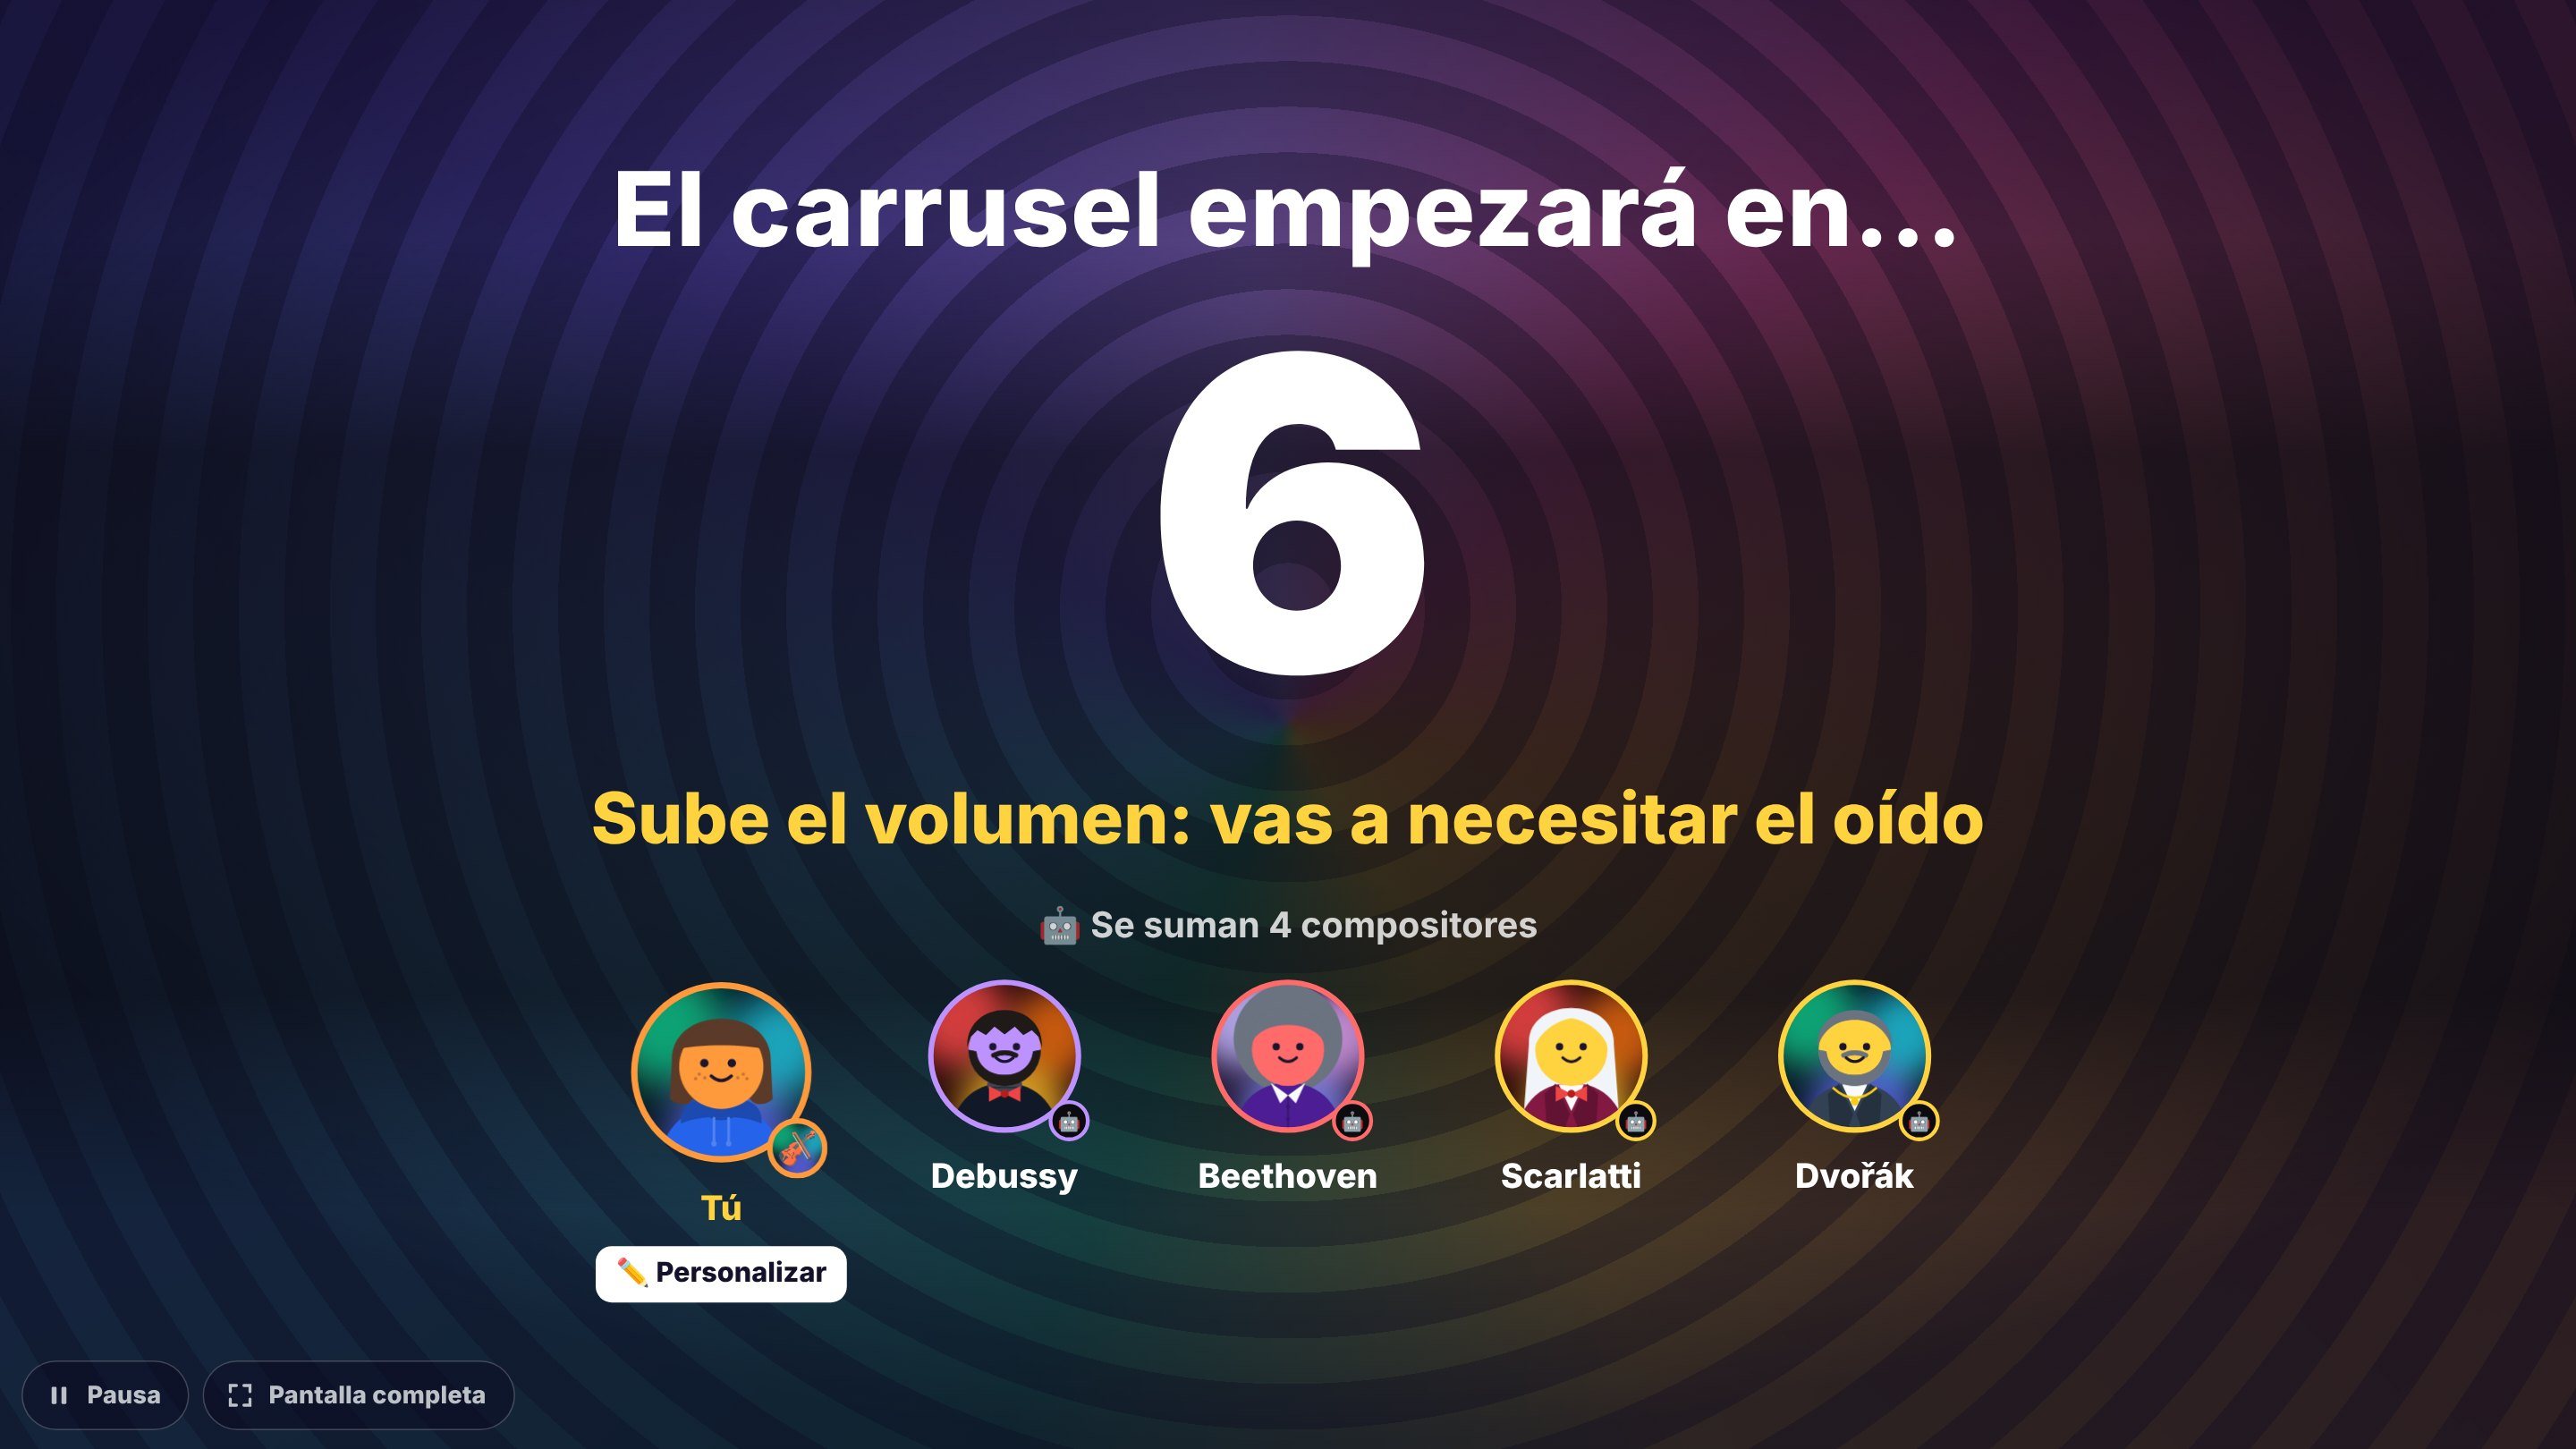 El carrusel empezará en...
6
Sube el volumen: vas a necesitar el oído
🤖 Se suman 4 compositores
Tú
Debussy
Beethoven
Scarlatti
Dvořák
✏️ Personalizar
Pausa
Pantalla completa